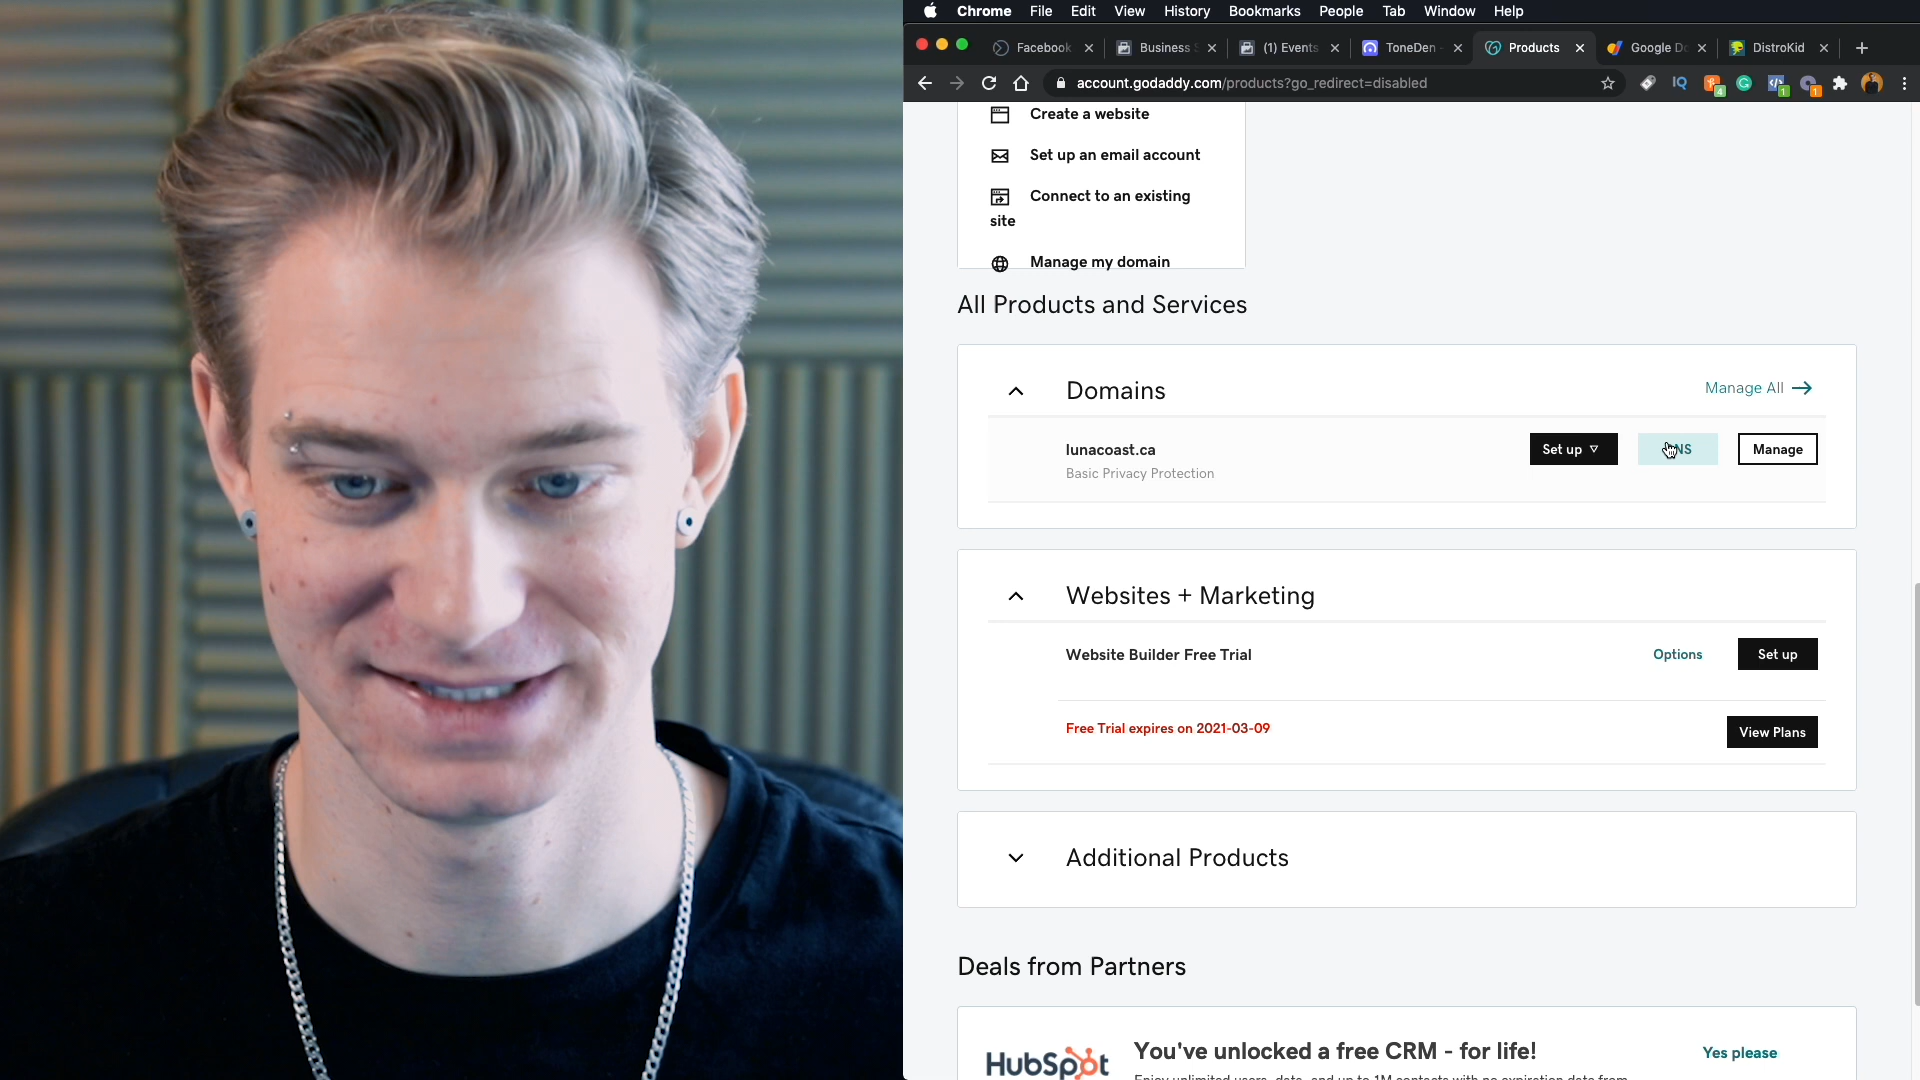 Chrome File Edit View History Bookmarks People Tab Window Help
Facebook Business (1) Events ToneDen Products Google DistroKid
account.godaddy.com/products?go_redirect=disabled
4 1 1
Create a website
Set up an email account
Connect to an existing
site
Manage my domain
All Products and Services
Domains Manage All
lunacoast.ca Set up Manage
Basic Privacy Protection
Websites + Marketing
Website Builder Free Trial Options Set up
Free Trial expires on 2021-03-09 View Plans
Additional Products
Deals from Partners
HubSpot You've unlocked a free CRM - for life! Yes please